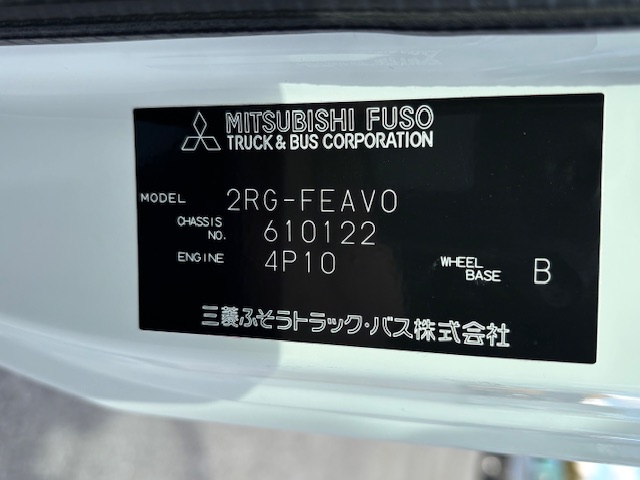 MITSUBISHI FUSO
TRUCK & BUS CORPORATION
MODEL 2RG-FEAV0
CHASSIS NO. 610122
ENGINE 4P10 WHEEL BASE B
三菱ふそうトラック・バス株式会社